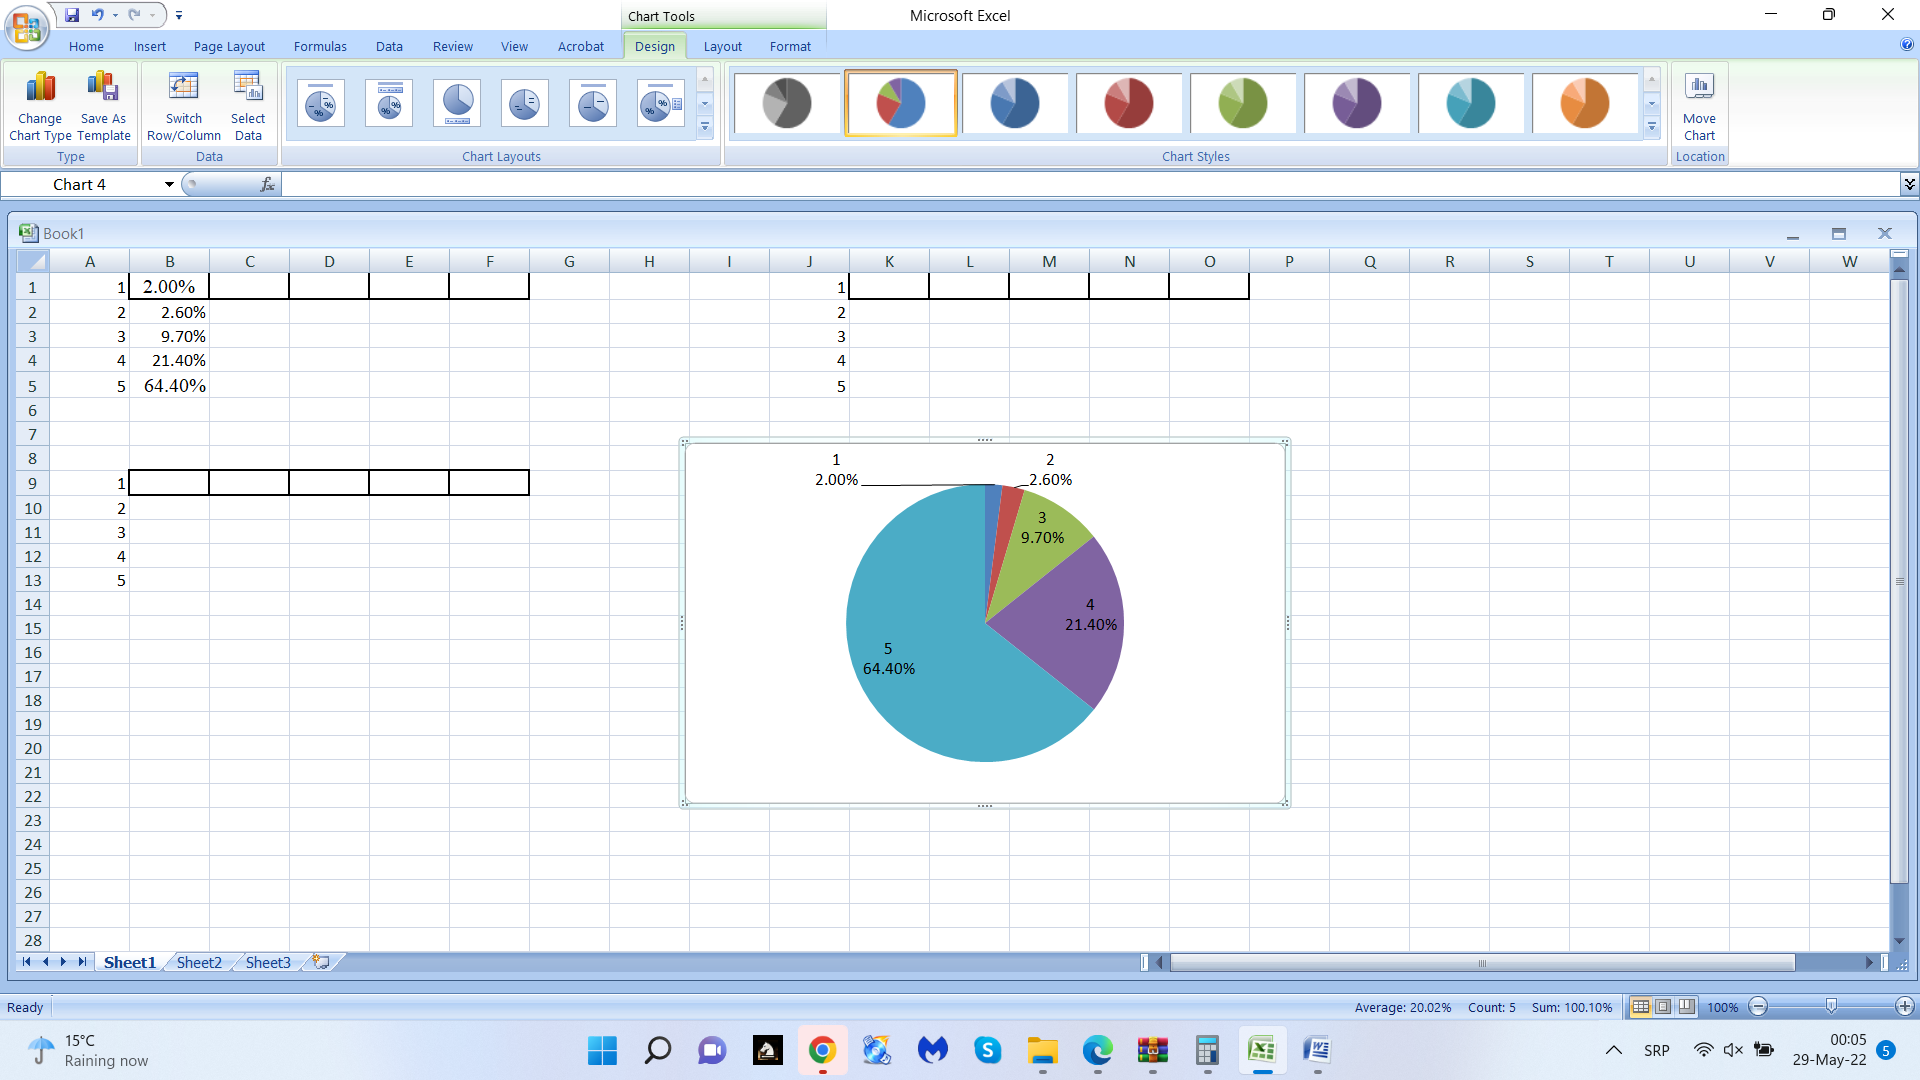 Chart Tools
Microsoft Excel
Home Insert Page Layout Formulas Data Review View Acrobat Design Layout Format
Change Chart Type
Save As Template
Switch Row/Column
Select Data
Move Chart
Type Data Chart Layouts Chart Styles Location
Chart 4 fx
Book1
A B C D E F G H I J K L M N O P Q R S T U V W
1 1 2.00% 1
2 2 2.60% 2
3 3 9.70% 3
4 4 21.40% 4
5 5 64.40% 5
6
7
8
9 1
10 2
11 3
12 4
13 5
14
15
16
17
18
19
20
21
22
23
24
25
26
27
28
1
2.00%
2
2.60%
3
9.70%
4
21.40%
5
64.40%
Sheet1 Sheet2 Sheet3
Ready Average: 20.02% Count: 5 Sum: 100.10% 100%
15°C
Raining now
SRP
00:05
29-May-22
5